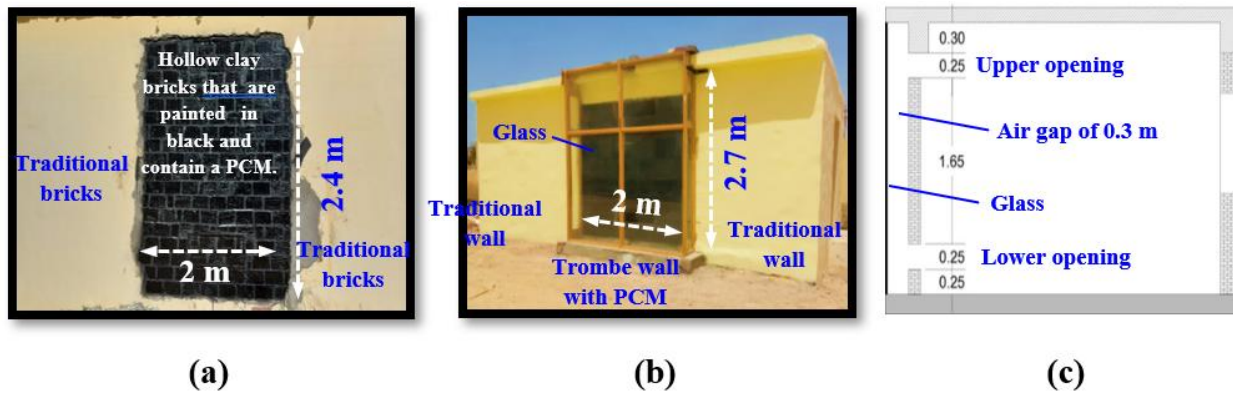 Hollow clay
bricks that are
painted in
black and
contain a PCM.
Traditional
bricks
2.4 m
2 m
Traditional
bricks
(a)
Glass
2.7 m
2 m
Traditional
wall
Traditional
wall
Trombe wall
with PCM
(b)
0.30
0.25
Upper opening
Air gap of 0.3 m
1.65
Glass
0.25
Lower opening
0.25
(c)